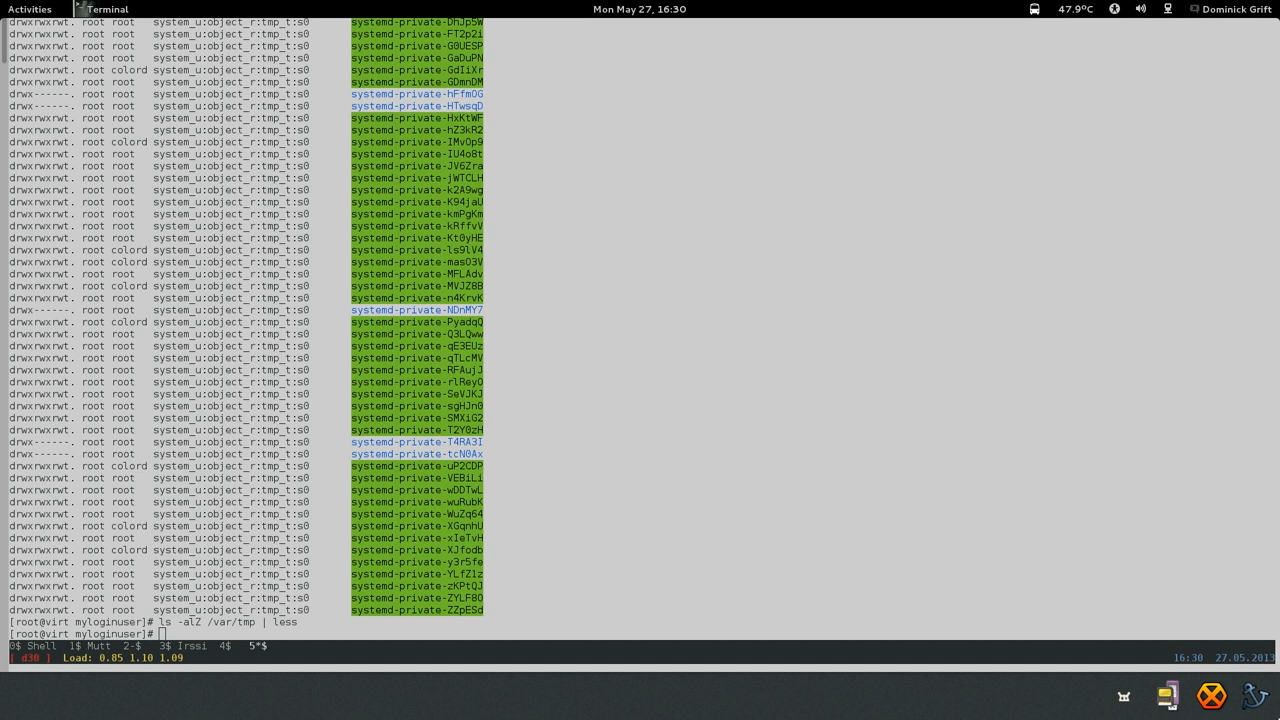 Activities Terminal Mon May 27, 16:30 47.9°C Dominick Grift
drwxrwxrwt. root root system_u:object_r:tmp_t:s0 systemd-private-DhJp5W
drwxrwxrwt. root root system_u:object_r:tmp_t:s0 systemd-private-FT2p2i
drwxrwxrwt. root root system_u:object_r:tmp_t:s0 systemd-private-G0UESP
drwxrwxrwt. root root system_u:object_r:tmp_t:s0 systemd-private-GaDuPN
drwxrwxrwt. root colord system_u:object_r:tmp_t:s0 systemd-private-GdIiXr
drwxrwxrwt. root root system_u:object_r:tmp_t:s0 systemd-private-GDmnDM
drwx------. root root system_u:object_r:tmp_t:s0 systemd-private-hFfmOG
drwx------. root root system_u:object_r:tmp_t:s0 systemd-private-HTwsqD
drwxrwxrwt. root root system_u:object_r:tmp_t:s0 systemd-private-HxKtWF
drwxrwxrwt. root root system_u:object_r:tmp_t:s0 systemd-private-hZ3kR2
drwxrwxrwt. root colord system_u:object_r:tmp_t:s0 systemd-private-IMvOp9
drwxrwxrwt. root root system_u:object_r:tmp_t:s0 systemd-private-IU4o8t
drwxrwxrwt. root root system_u:object_r:tmp_t:s0 systemd-private-JV6Zra
drwxrwxrwt. root root system_u:object_r:tmp_t:s0 systemd-private-jWTCLH
drwxrwxrwt. root root system_u:object_r:tmp_t:s0 systemd-private-k2A9wg
drwxrwxrwt. root root system_u:object_r:tmp_t:s0 systemd-private-K94jaU
drwxrwxrwt. root root system_u:object_r:tmp_t:s0 systemd-private-kmPgKm
drwxrwxrwt. root root system_u:object_r:tmp_t:s0 systemd-private-kRffvV
drwxrwxrwt. root root system_u:object_r:tmp_t:s0 systemd-private-Kt0yHE
drwxrwxrwt. root colord system_u:object_r:tmp_t:s0 systemd-private-ls9lV4
drwxrwxrwt. root colord system_u:object_r:tmp_t:s0 systemd-private-masO3V
drwxrwxrwt. root root system_u:object_r:tmp_t:s0 systemd-private-MFLAdv
drwxrwxrwt. root colord system_u:object_r:tmp_t:s0 systemd-private-MVJZ8B
drwxrwxrwt. root root system_u:object_r:tmp_t:s0 systemd-private-n4KrvK
drwx------. root root system_u:object_r:tmp_t:s0 systemd-private-NDnMY7
drwxrwxrwt. root colord system_u:object_r:tmp_t:s0 systemd-private-PyadqQ
drwxrwxrwt. root root system_u:object_r:tmp_t:s0 systemd-private-Q3LQww
drwxrwxrwt. root root system_u:object_r:tmp_t:s0 systemd-private-qE3EUz
drwxrwxrwt. root root system_u:object_r:tmp_t:s0 systemd-private-qTLcMV
drwxrwxrwt. root root system_u:object_r:tmp_t:s0 systemd-private-RFAujJ
drwxrwxrwt. root root system_u:object_r:tmp_t:s0 systemd-private-rlReyO
drwxrwxrwt. root root system_u:object_r:tmp_t:s0 systemd-private-SeVJKJ
drwxrwxrwt. root root system_u:object_r:tmp_t:s0 systemd-private-sgHJn0
drwxrwxrwt. root root system_u:object_r:tmp_t:s0 systemd-private-SMXiG2
drwxrwxrwt. root root system_u:object_r:tmp_t:s0 systemd-private-T2Y0zH
drwx------. root root system_u:object_r:tmp_t:s0 systemd-private-T4RA3I
drwx------. root root system_u:object_r:tmp_t:s0 systemd-private-tcN0Ax
drwxrwxrwt. root colord system_u:object_r:tmp_t:s0 systemd-private-uP2CDP
drwxrwxrwt. root root system_u:object_r:tmp_t:s0 systemd-private-VEBiLi
drwxrwxrwt. root root system_u:object_r:tmp_t:s0 systemd-private-wDDTwL
drwxrwxrwt. root root system_u:object_r:tmp_t:s0 systemd-private-wuRubK
drwxrwxrwt. root root system_u:object_r:tmp_t:s0 systemd-private-WuZq64
drwxrwxrwt. root colord system_u:object_r:tmp_t:s0 systemd-private-XGqnhU
drwxrwxrwt. root root system_u:object_r:tmp_t:s0 systemd-private-xIeTvH
drwxrwxrwt. root colord system_u:object_r:tmp_t:s0 systemd-private-XJfodb
drwxrwxrwt. root root system_u:object_r:tmp_t:s0 systemd-private-y3r5fe
drwxrwxrwt. root root system_u:object_r:tmp_t:s0 systemd-private-YLfZ1z
drwxrwxrwt. root root system_u:object_r:tmp_t:s0 systemd-private-zKPtQJ
drwxrwxrwt. root root system_u:object_r:tmp_t:s0 systemd-private-ZYLF8O
drwxrwxrwt. root root system_u:object_r:tmp_t:s0 systemd-private-ZZpESd
[root@virt myloginuser]# ls -alZ /var/tmp | less
[root@virt myloginuser]#
0$ Shell 1$ Mutt 2-$ 3$ Irssi 4$ 5*$
[ d30 ] Load: 0.85 1.10 1.09 16:30 27.05.2013